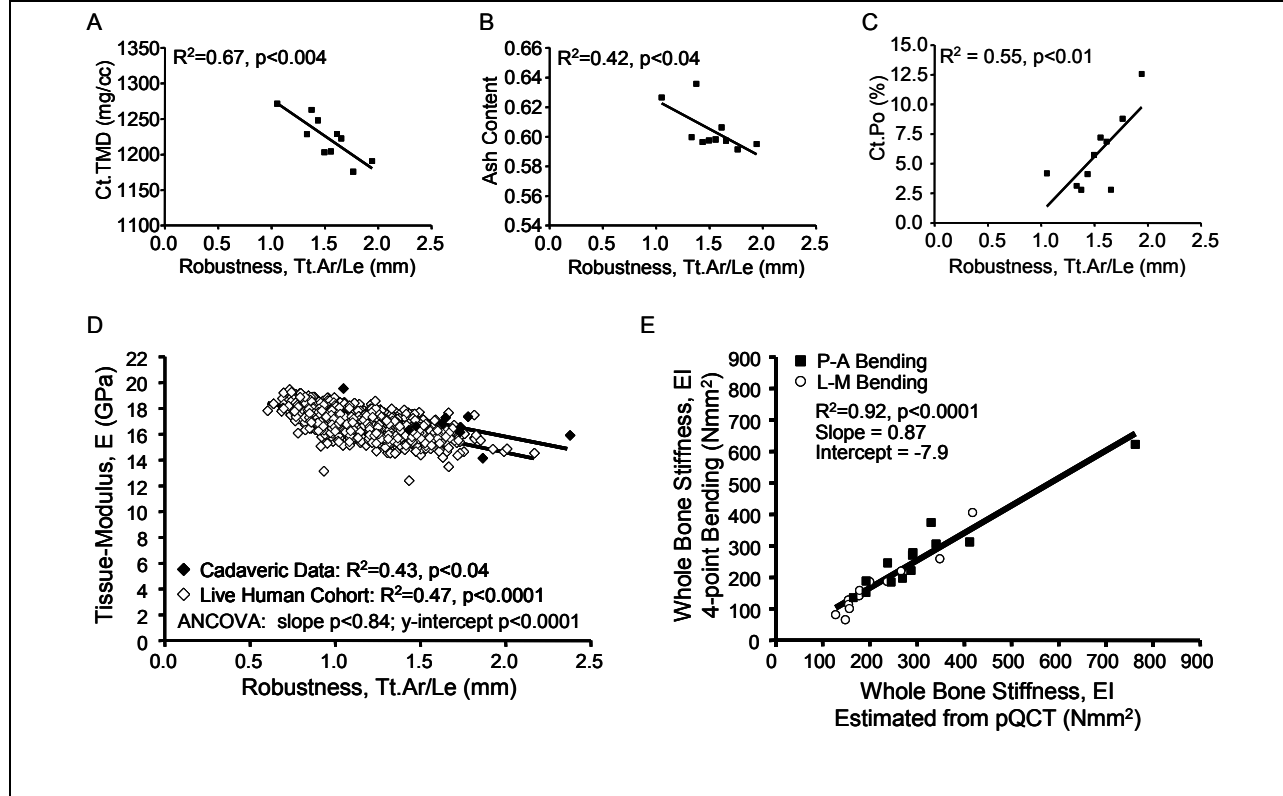 A
R²=0.67, p<0.004
Ct.TMD (mg/cc)
1350
1300
1250
1200
1150
1100
0.0 0.5 1.0 1.5 2.0 2.5
Robustness, Tt.Ar/Le (mm)
B
R²=0.42, p<0.04
Ash Content
0.66
0.64
0.62
0.60
0.58
0.56
0.54
0.0 0.5 1.0 1.5 2.0 2.5
Robustness, Tt.Ar/Le (mm)
C
R² = 0.55, p<0.01
Ct.Po (%)
15.0
12.5
10.0
7.5
5.0
2.5
0.0
0.0 0.5 1.0 1.5 2.0 2.5
Robustness, Tt.Ar/Le (mm)
D
Tissue-Modulus, E (GPa)
22
20
18
16
14
12
10
8
6
4
2
0
Cadaveric Data: R²=0.43, p<0.04
Live Human Cohort: R²=0.47, p<0.0001
ANCOVA: slope p<0.84; y-intercept p<0.0001
0.0 0.5 1.0 1.5 2.0 2.5
Robustness, Tt.Ar/Le (mm)
E
Whole Bone Stiffness, EI
4-point Bending (Nmm²)
900
800
700
600
500
400
300
200
100
0
P-A Bending
L-M Bending
R²=0.92, p<0.0001
Slope = 0.87
Intercept = -7.9
0 100 200 300 400 500 600 700 800 900
Whole Bone Stiffness, EI
Estimated from pQCT (Nmm²)